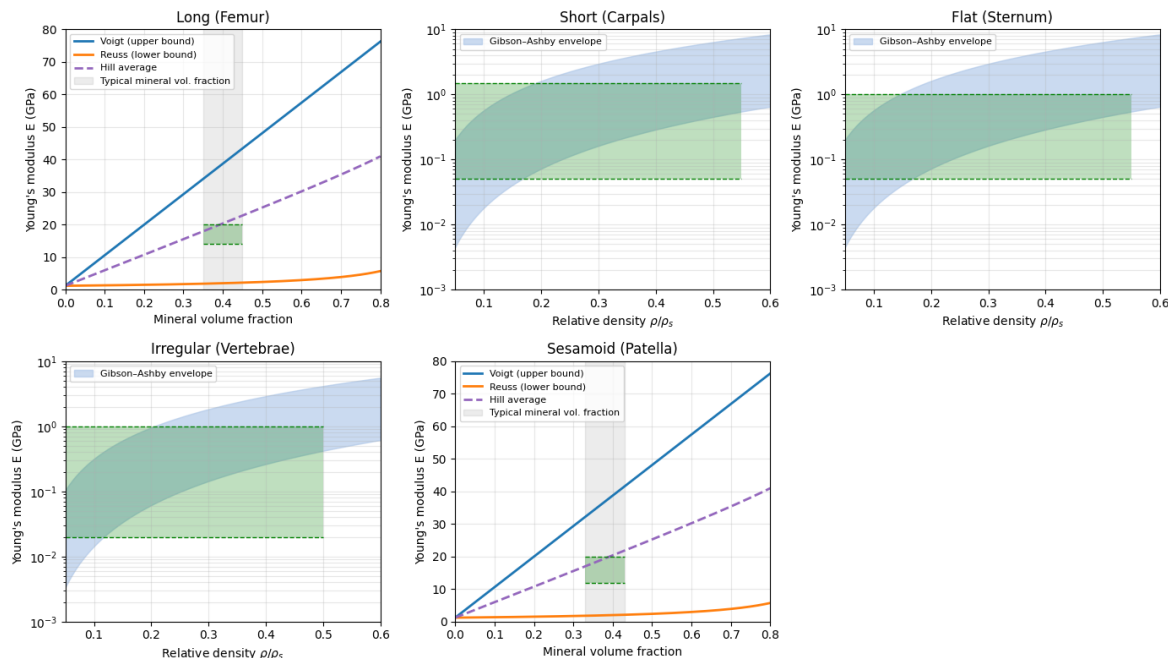 Long (Femur)
Young's modulus E (GPa)
80
70
60
50
40
30
20
10
0
Voigt (upper bound)
Reuss (lower bound)
Hill average
Typical mineral vol. fraction
0.0 0.1 0.2 0.3 0.4 0.5 0.6 0.7 0.8
Mineral volume fraction
Short (Carpals)
Young's modulus E (GPa)
10¹
10⁰
10⁻¹
10⁻²
10⁻³
Gibson–Ashby envelope
0.1 0.2 0.3 0.4 0.5 0.6
Relative density ρ/ρₛ
Flat (Sternum)
Young's modulus E (GPa)
10¹
10⁰
10⁻¹
10⁻²
10⁻³
Gibson–Ashby envelope
0.1 0.2 0.3 0.4 0.5 0.6
Relative density ρ/ρₛ
Irregular (Vertebrae)
Young's modulus E (GPa)
10¹
10⁰
10⁻¹
10⁻²
10⁻³
Gibson–Ashby envelope
0.1 0.2 0.3 0.4 0.5 0.6
Relative density ρ/ρₛ
Sesamoid (Patella)
Young's modulus E (GPa)
80
70
60
50
40
30
20
10
0
Voigt (upper bound)
Reuss (lower bound)
Hill average
Typical mineral vol. fraction
0.0 0.1 0.2 0.3 0.4 0.5 0.6 0.7 0.8
Mineral volume fraction